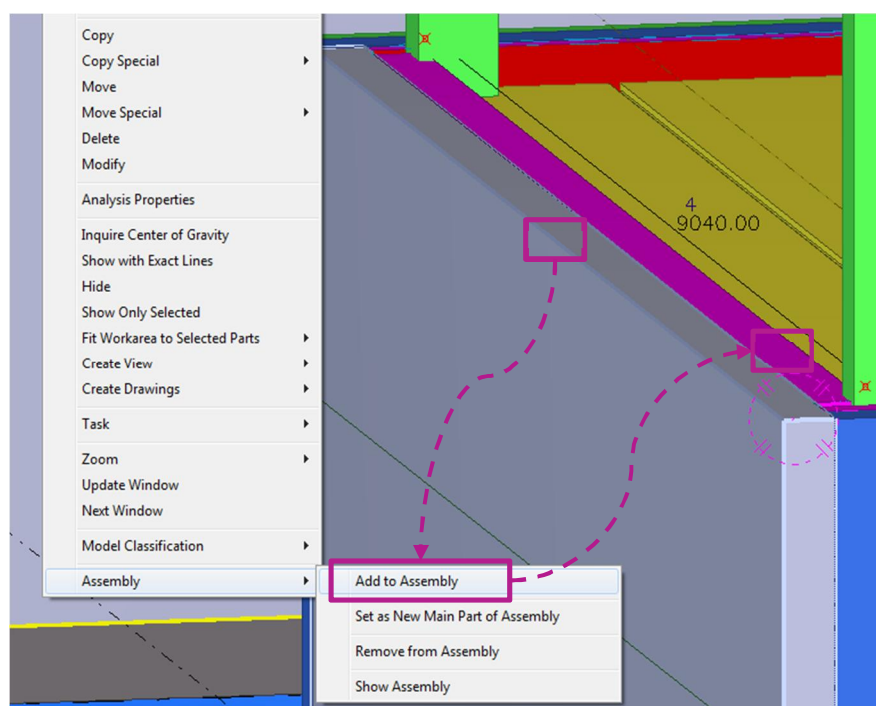 Copy
Copy Special
Move
Move Special
Delete
Modify
Analysis Properties
Inquire Center of Gravity
Show with Exact Lines
Hide
Show Only Selected
Fit Workarea to Selected Parts
Create View
Create Drawings
Task
Zoom
Update Window
Next Window
Model Classification
Assembly
Add to Assembly
Set as New Main Part of Assembly
Remove from Assembly
Show Assembly
4
9040.00